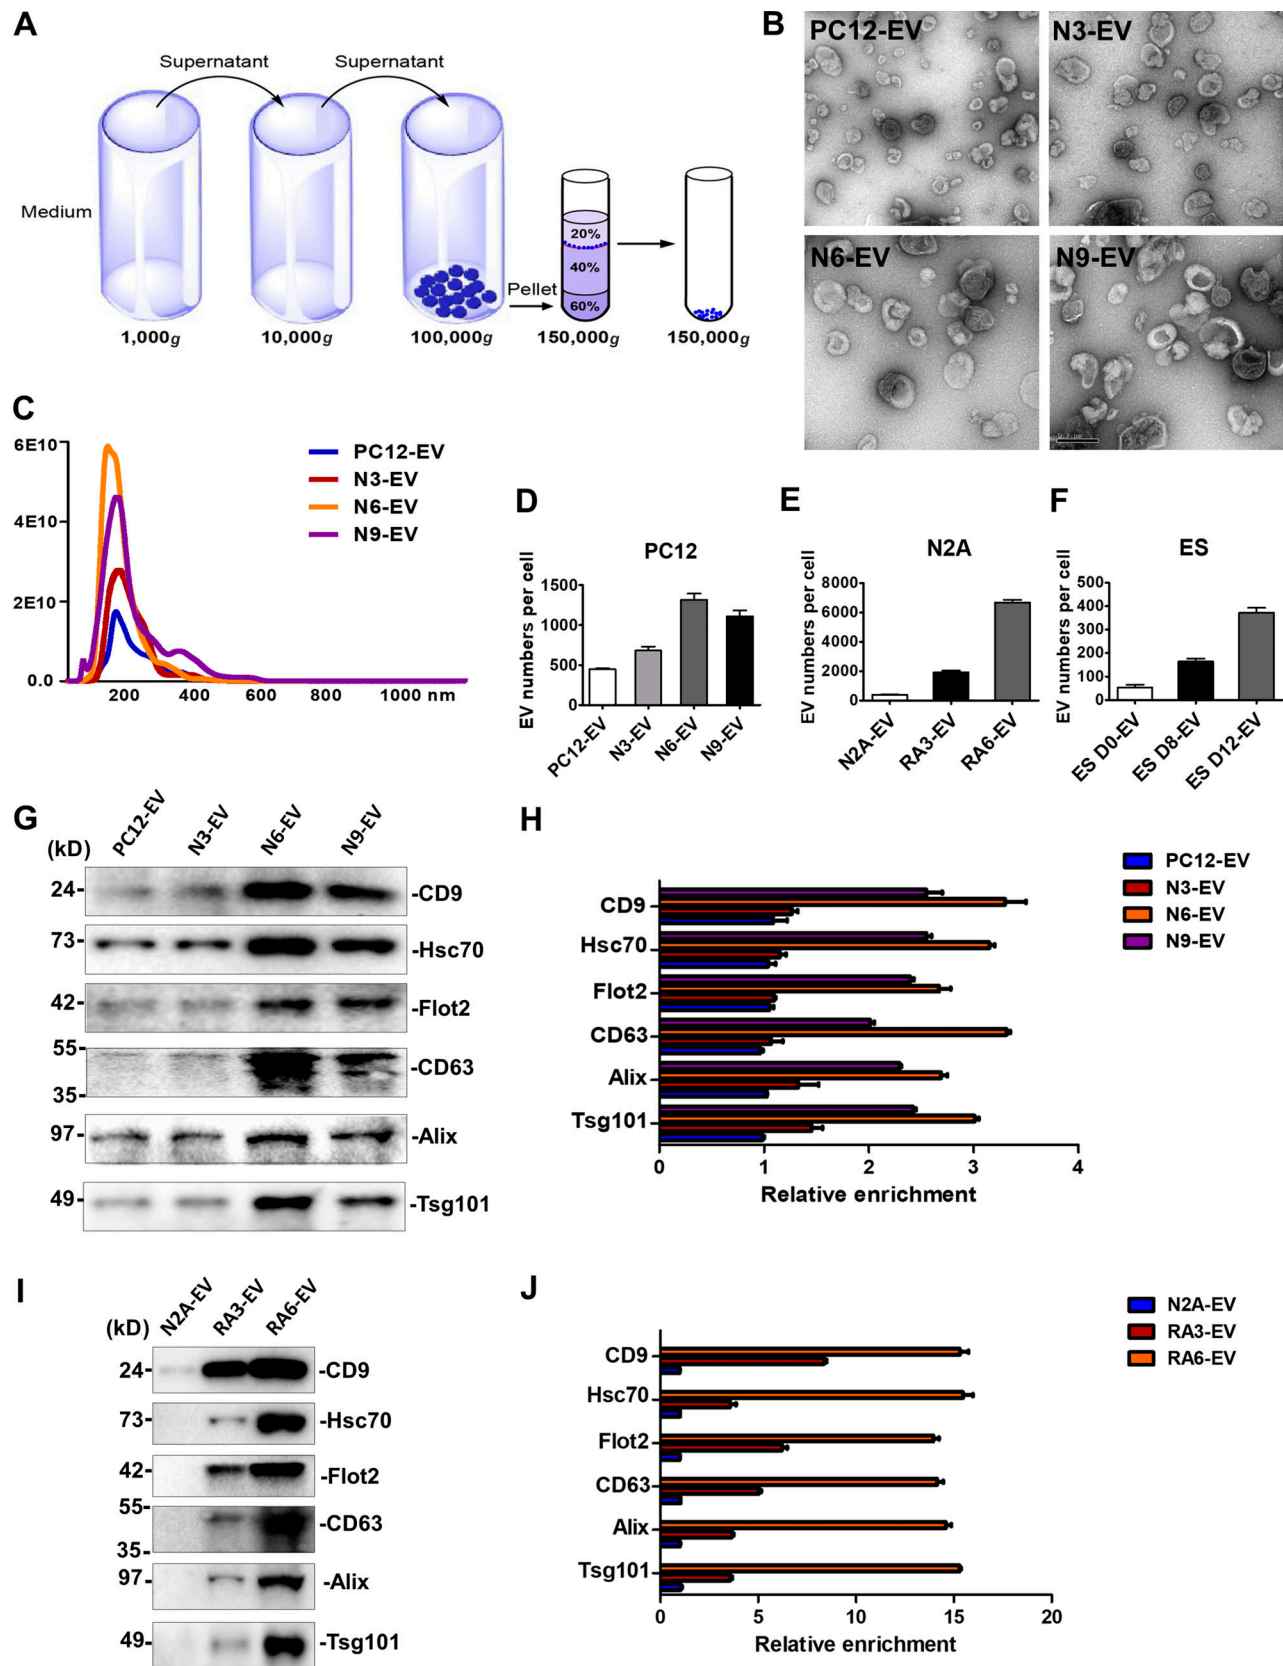 A
Supernatant
Supernatant
Medium
20%
40%
60%
Pellet
1,000g
10,000g
100,000g
150,000g
150,000g
B
PC12-EV
N3-EV
N6-EV
N9-EV
C
6E10
4E10
2E10
0.0
200
400
600
800
1000 nm
PC12-EV
N3-EV
N6-EV
N9-EV
D
PC12
EV numbers per cell
1500
1000
500
0
PC12-EV
N3-EV
N6-EV
N9-EV
E
N2A
EV numbers per cell
8000
6000
4000
2000
0
N2A-EV
RA3-EV
RA6-EV
F
ES
EV numbers per cell
500
400
300
200
100
0
ES D0-EV
ES D8-EV
ES D12-EV
G
PC12-EV
N3-EV
N6-EV
N9-EV
(kD)
24
-CD9
73
-Hsc70
42
-Flot2
55
-CD63
35
97
-Alix
49
-Tsg101
H
PC12-EV
N3-EV
N6-EV
N9-EV
CD9
Hsc70
Flot2
CD63
Alix
Tsg101
0
1
2
3
4
Relative enrichment
I
N2A-EV
RA3-EV
RA6-EV
(kD)
24
-CD9
73
-Hsc70
42
-Flot2
55
-CD63
35
97
-Alix
49
-Tsg101
J
N2A-EV
RA3-EV
RA6-EV
CD9
Hsc70
Flot2
CD63
Alix
Tsg101
0
5
10
15
20
Relative enrichment